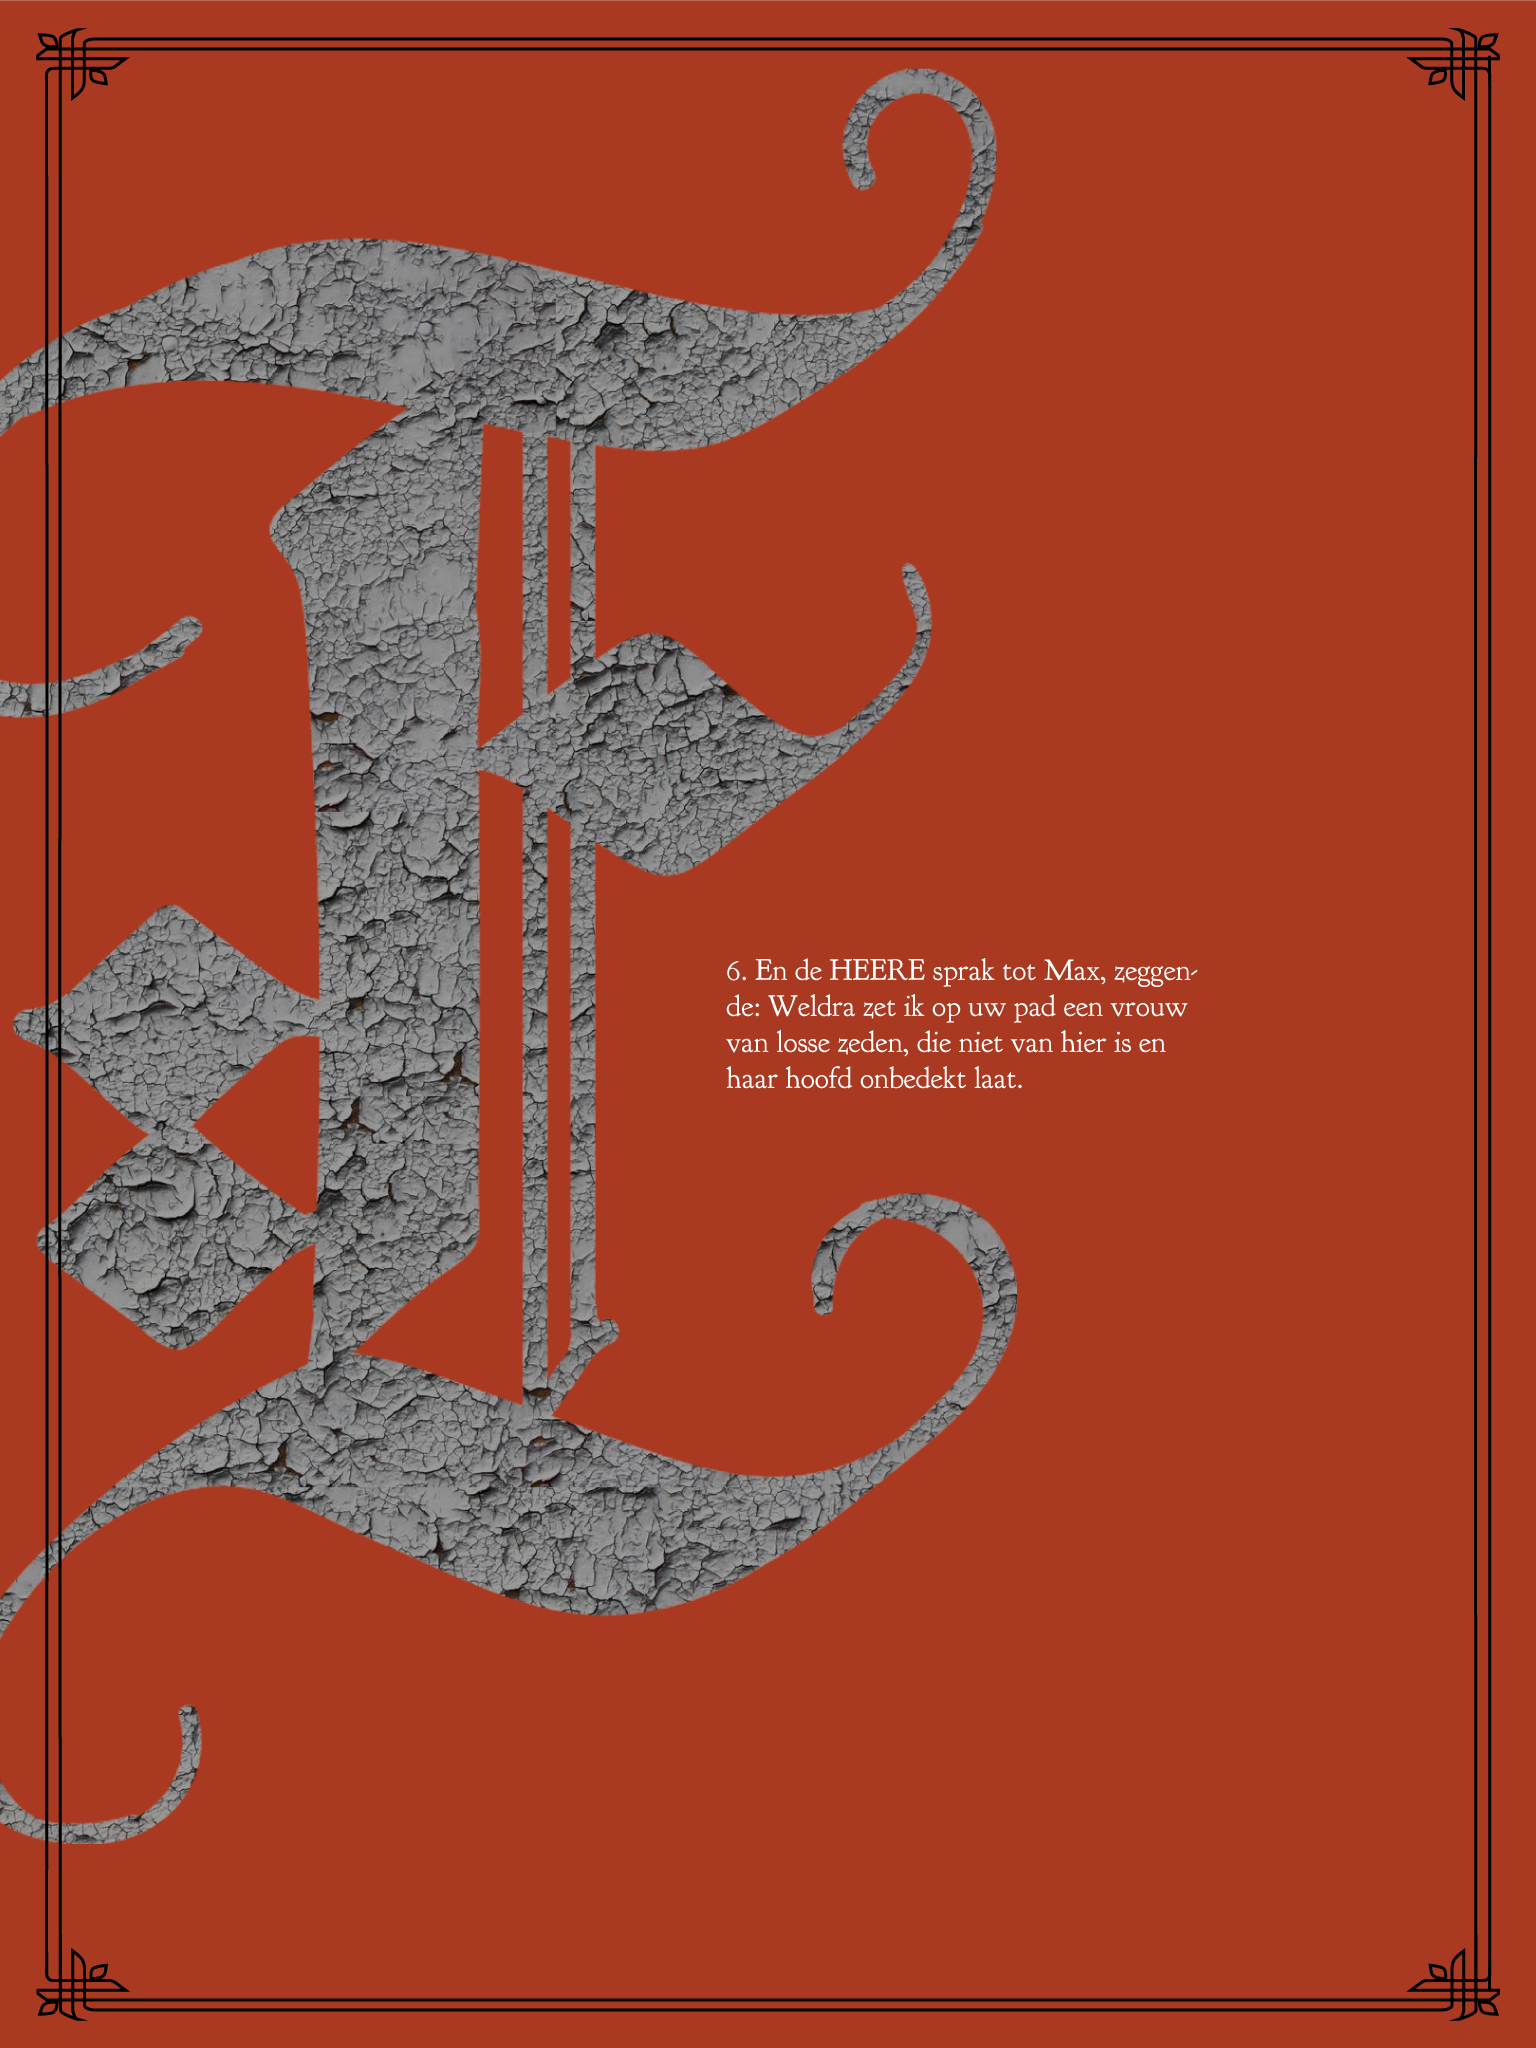 6. En de HEERE sprak tot Max, zeggen-
de: Weldra zet ik op uw pad een vrouw
van losse zeden, die niet van hier is en
haar hoofd onbedekt laat.